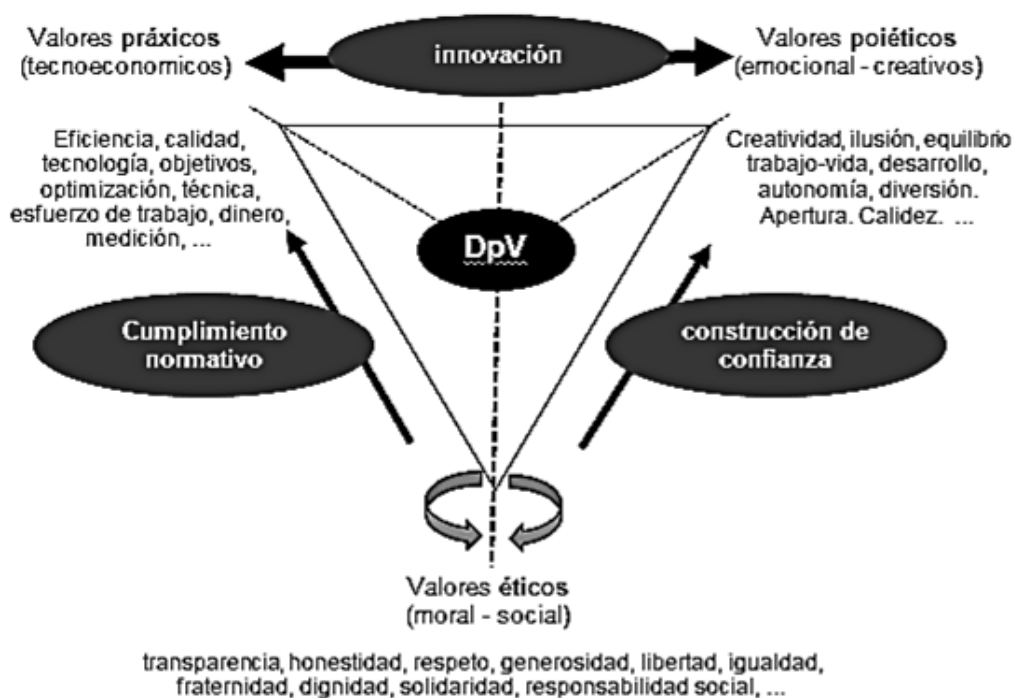 Valores práxicos
(tecnoeconomicos)
innovación
Valores poiéticos
(emocional - creativos)
Eficiencia, calidad,
tecnología, objetivos,
optimización, técnica,
esfuerzo de trabajo, dinero,
medición, ...
Creatividad, ilusión, equilibrio
trabajo-vida, desarrollo,
autonomía, diversión.
Apertura. Calidez. ...
DpV
Cumplimiento
normativo
construcción de
confianza
Valores éticos
(moral - social)
transparencia, honestidad, respeto, generosidad, libertad, igualdad,
fraternidad, dignidad, solidaridad, responsabilidad social, ...